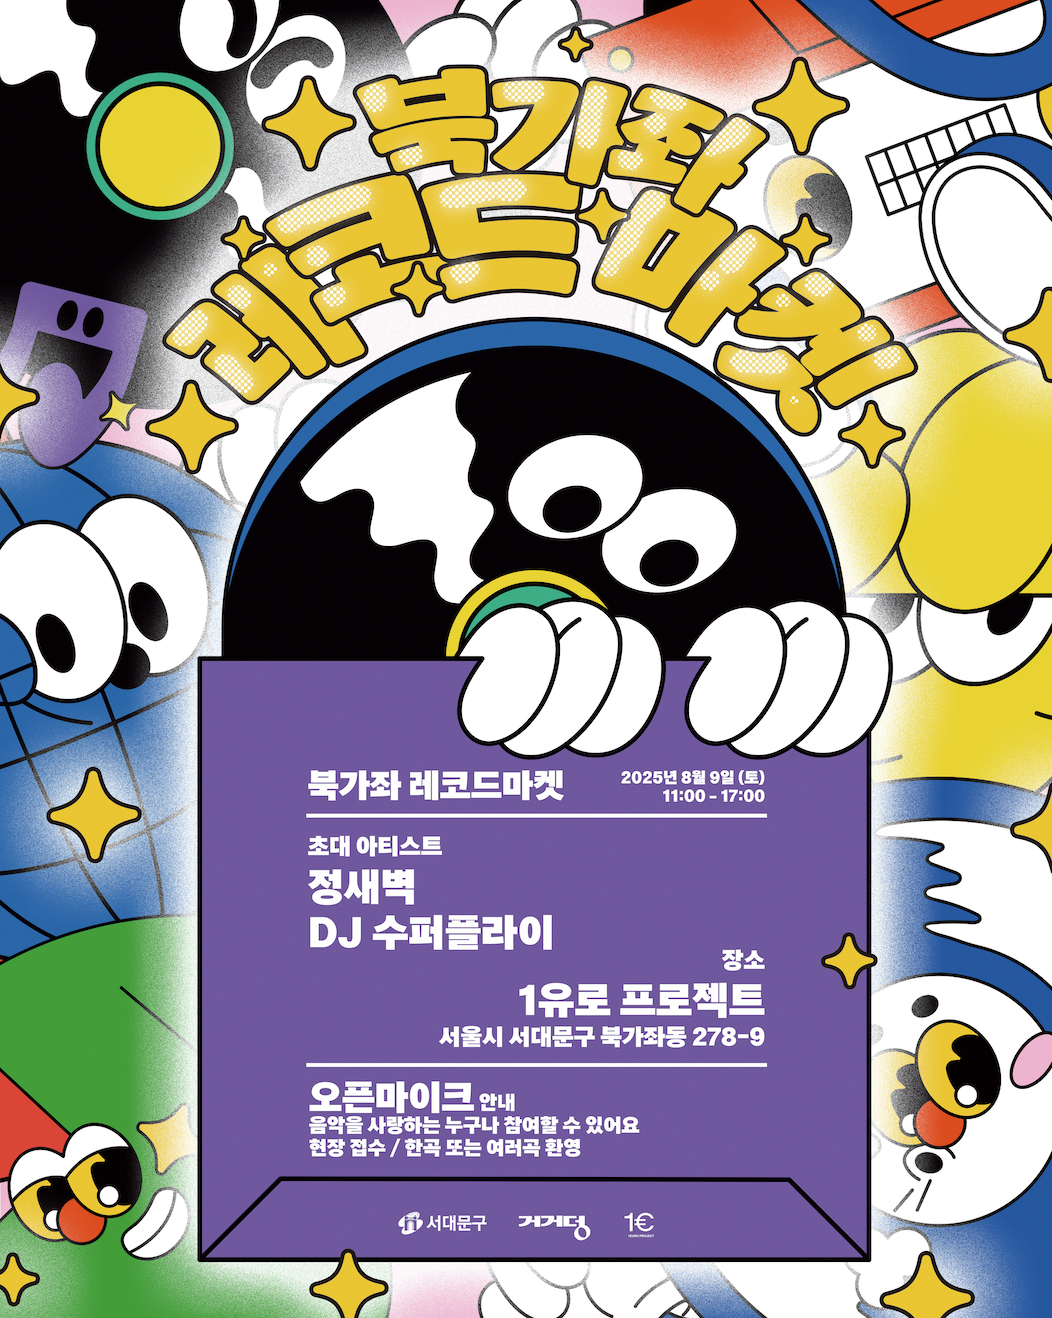 북가좌
레코드 마켓
북가좌 레코드마켓
2025년 8월 9일 (토)
11:00 - 17:00
초대 아티스트
정새벽
DJ 수퍼플라이
장소
1유로 프로젝트
서울시 서대문구 북가좌동 278-9
오픈마이크 안내
음악을 사랑하는 누구나 참여할 수 있어요
현장 접수 / 한곡 또는 여러곡 환영
서대문구
거거덩
1€
1EURO PROJECT